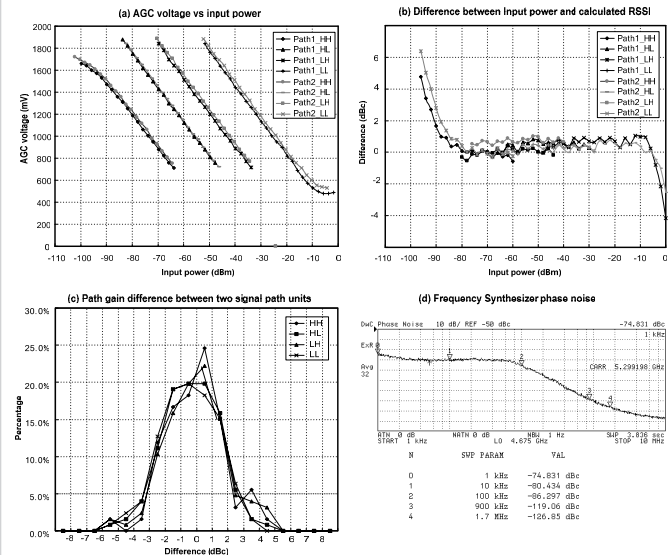 (a) AGC voltage vs input power
2000
1800
1600
1400
1200
1000
800
600
400
200
0
AGC voltage (mV)
Path1_HH
Path1_HL
Path1_LH
Path1_LL
Path2_HH
Path2_HL
Path2_LH
Path2_LL
-110 -100 -90 -80 -70 -60 -50 -40 -30 -20 -10 0
Input power (dBm)
(b) Difference between Input power and calculated RSSI
6
4
2
0
-2
-4
Difference (dBc)
Path1_HH
Path1_HL
Path1_LH
Path1_LL
Path2_HH
Path2_HL
Path2_LH
Path2_LL
-100 -90 -80 -70 -60 -50 -40 -30 -20 -10 0
Input power (dBm)
(c) Path gain difference between two signal path units
30.0%
25.0%
20.0%
15.0%
10.0%
5.0%
0.0%
Percentage
HH
HL
LH
LL
-8 -7 -6 -5 -4 -3 -2 -1 0 1 2 3 4 5 6 7 8
Difference (dBc)
(d) Frequency Synthesizer phase noise
DwC Phase Noise 10 dB/ REF -50 dBc -74.831 dBc
1 kHz
ExR 0
1
2
Avg
32
CARR 5.299198 GHz
3
4
ATN 0 dB NATN 0 dB NBW 1 Hz SWP 3.836 sec
START 1 kHz LO 4.675 GHz STOP 10 MHz
N SWP PARAM VAL
0 1 kHz -74.831 dBc
1 10 kHz -80.434 dBc
2 100 kHz -86.297 dBc
3 900 kHz -119.06 dBc
4 1.7 MHz -126.85 dBc